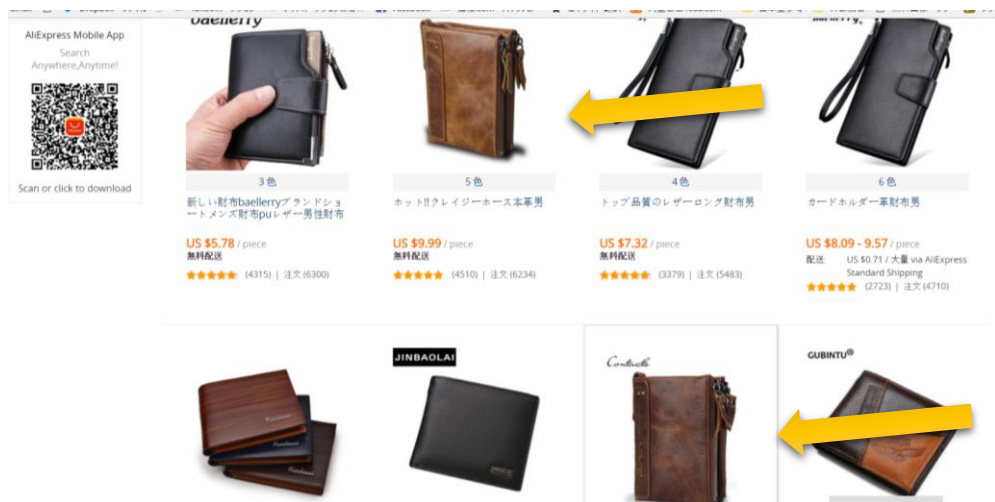 AliExpress Mobile App
Search
Anywhere,Anytime!
Scan or click to download
baellerry
3 色
新しい財布baellerryブランドショ
ートメンズ財布puレザー男性財布
US $5.78 / piece
無料配送
(4315) | 注文 (6300)
5 色
ホット!!クレイジーホース本革男
US $9.99 / piece
無料配送
(4510) | 注文 (6234)
4 色
トップ品質のレザーロング財布男
US $7.32 / piece
無料配送
(3379) | 注文 (5483)
baellerry
6 色
カードホルダー革財布男
US $8.09 - 9.57 / piece
配送: US $0.71 / 大量 via AliExpress
Standard Shipping
(2723) | 注文 (4710)
JINBAOLAI
Contact's
GUBINTU®